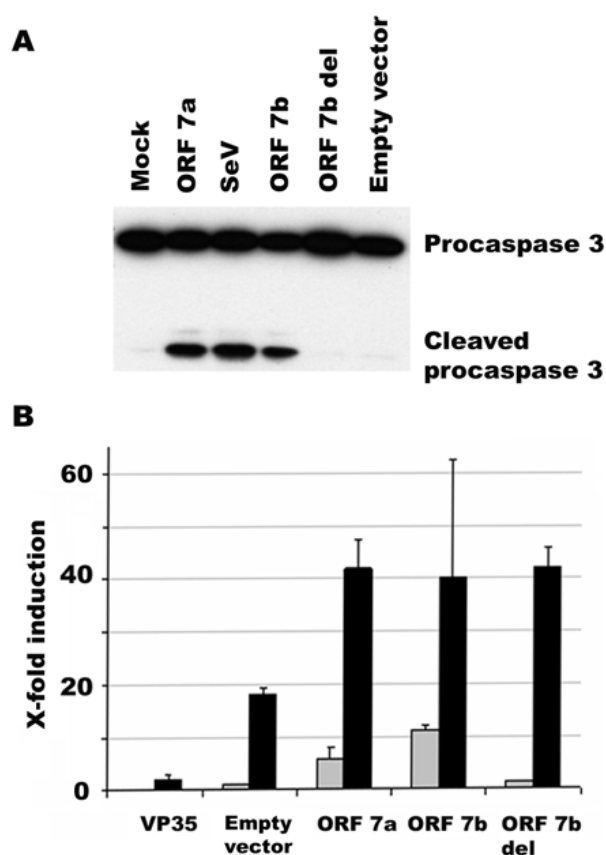 A
Mock
ORF 7a
SeV
ORF 7b
ORF 7b del
Empty vector
Procaspase 3
Cleaved
procaspase 3
B
X-fold induction
60
40
20
0
VP35
Empty
vector
ORF 7a
ORF 7b
ORF 7b
del